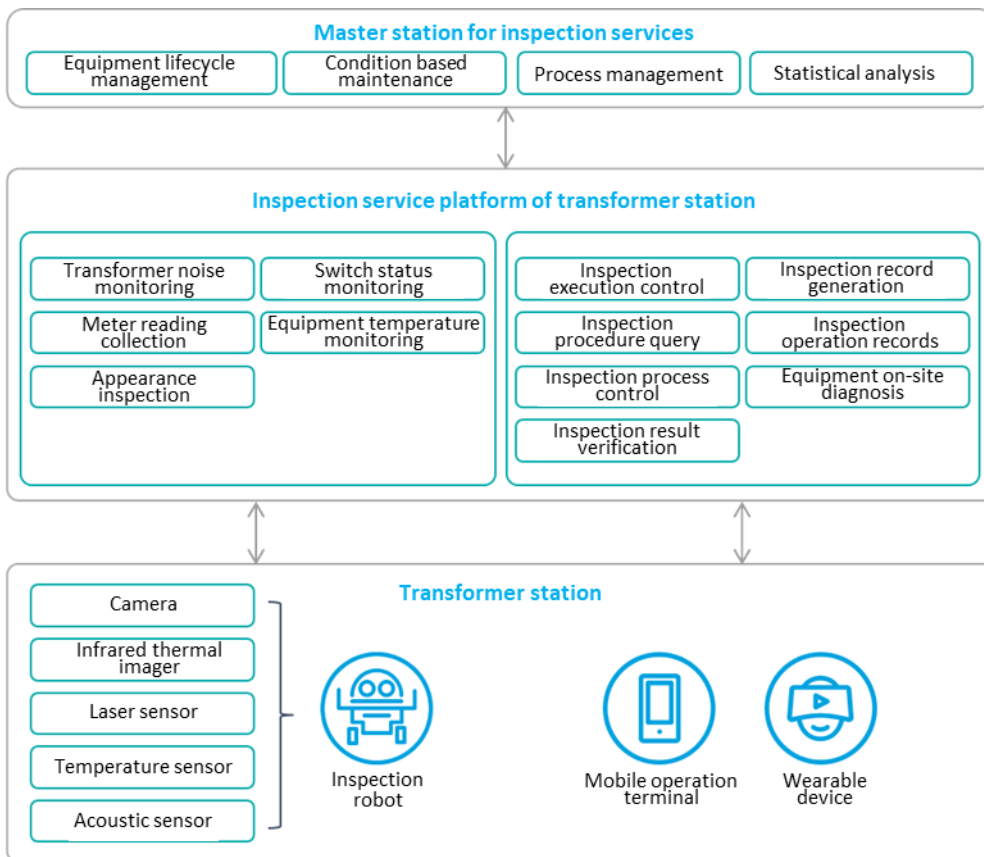 Master station for inspection services
Equipment lifecycle
management
Condition based
maintenance
Process management
Statistical analysis
Inspection service platform of transformer station
Transformer noise
monitoring
Switch status
monitoring
Meter reading
collection
Equipment temperature
monitoring
Appearance
inspection
Inspection
execution control
Inspection record
generation
Inspection
procedure query
Inspection
operation records
Inspection process
control
Equipment on-site
diagnosis
Inspection result
verification
Transformer station
Camera
Infrared thermal
imager
Laser sensor
Temperature sensor
Acoustic sensor
Inspection
robot
Mobile operation
terminal
Wearable
device